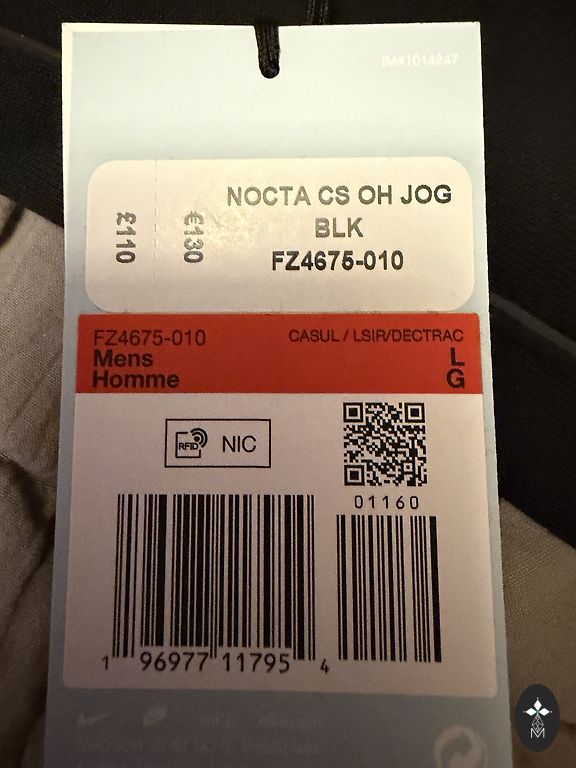 IM#1014247
NOCTA CS OH JOG
BLK
FZ4675-010
€130
£110
FZ4675-010
CASUL / LSIR/DECTRAC
Mens
Homme
L
G
RFID
NIC
01160
1 96977 11795 4
M